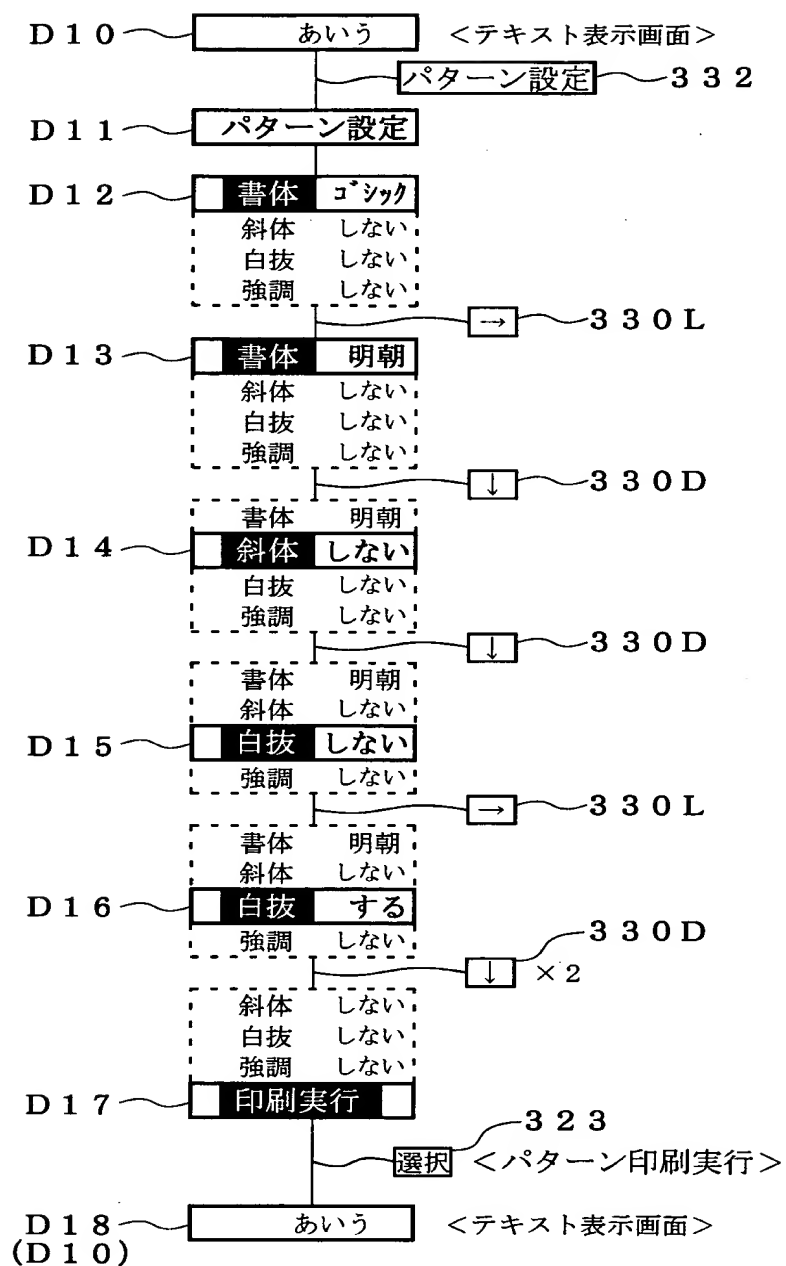 D10 あいう <テキスト表示画面>
パターン設定 332
D11 パターン設定
D12 書体 ゴシック
斜体 しない
白抜 しない
強調 しない
→ 330L
D13 書体 明朝
斜体 しない
白抜 しない
強調 しない
↓ 330D
書体 明朝
D14 斜体 しない
白抜 しない
強調 しない
↓ 330D
書体 明朝
斜体 しない
D15 白抜 しない
強調 しない
→ 330L
書体 明朝
斜体 しない
D16 白抜 する
強調 しない
330D
↓ ×2
斜体 しない
白抜 しない
強調 しない
D17 印刷実行
323
選択 <パターン印刷実行>
D18 あいう <テキスト表示画面>
(D10)